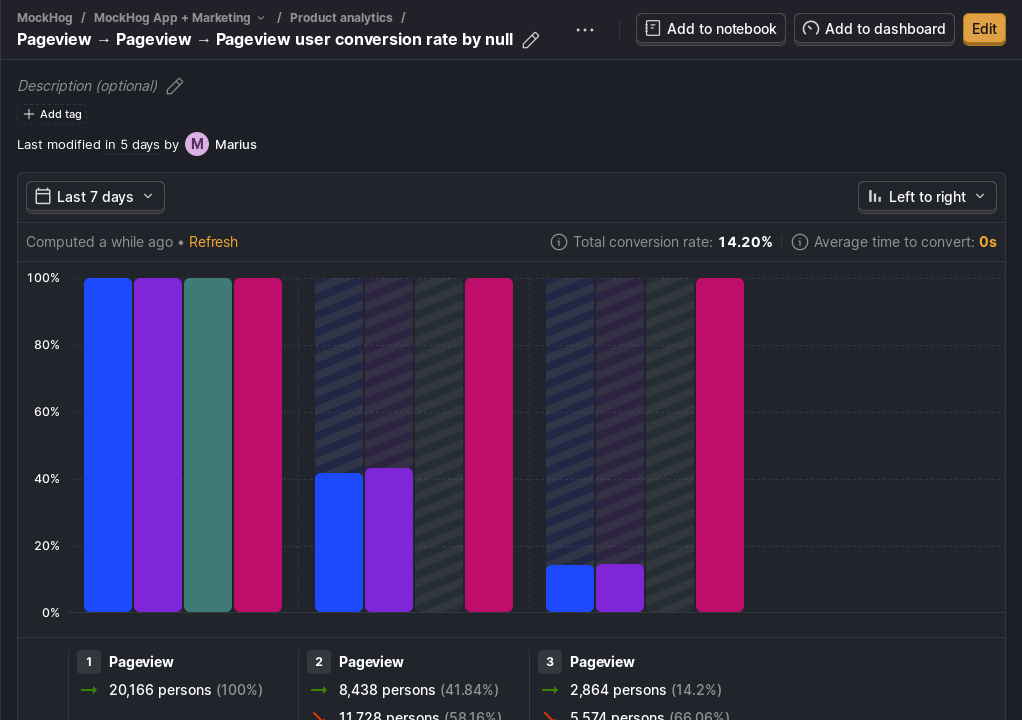 MockHog / MockHog App + Marketing / Product analytics /
Pageview → Pageview → Pageview user conversion rate by null
Add to notebook
Add to dashboard
Edit
Description (optional)
Add tag
Last modified in 5 days by M Marius
Last 7 days
Left to right
Computed a while ago • Refresh
Total conversion rate: 14.20%
Average time to convert: 0s
100%
80%
60%
40%
20%
0%
1 Pageview
20,166 persons (100%)
2 Pageview
8,438 persons (41.84%)
11,728 persons (58.16%)
3 Pageview
2,864 persons (14.2%)
5,574 persons (66.06%)